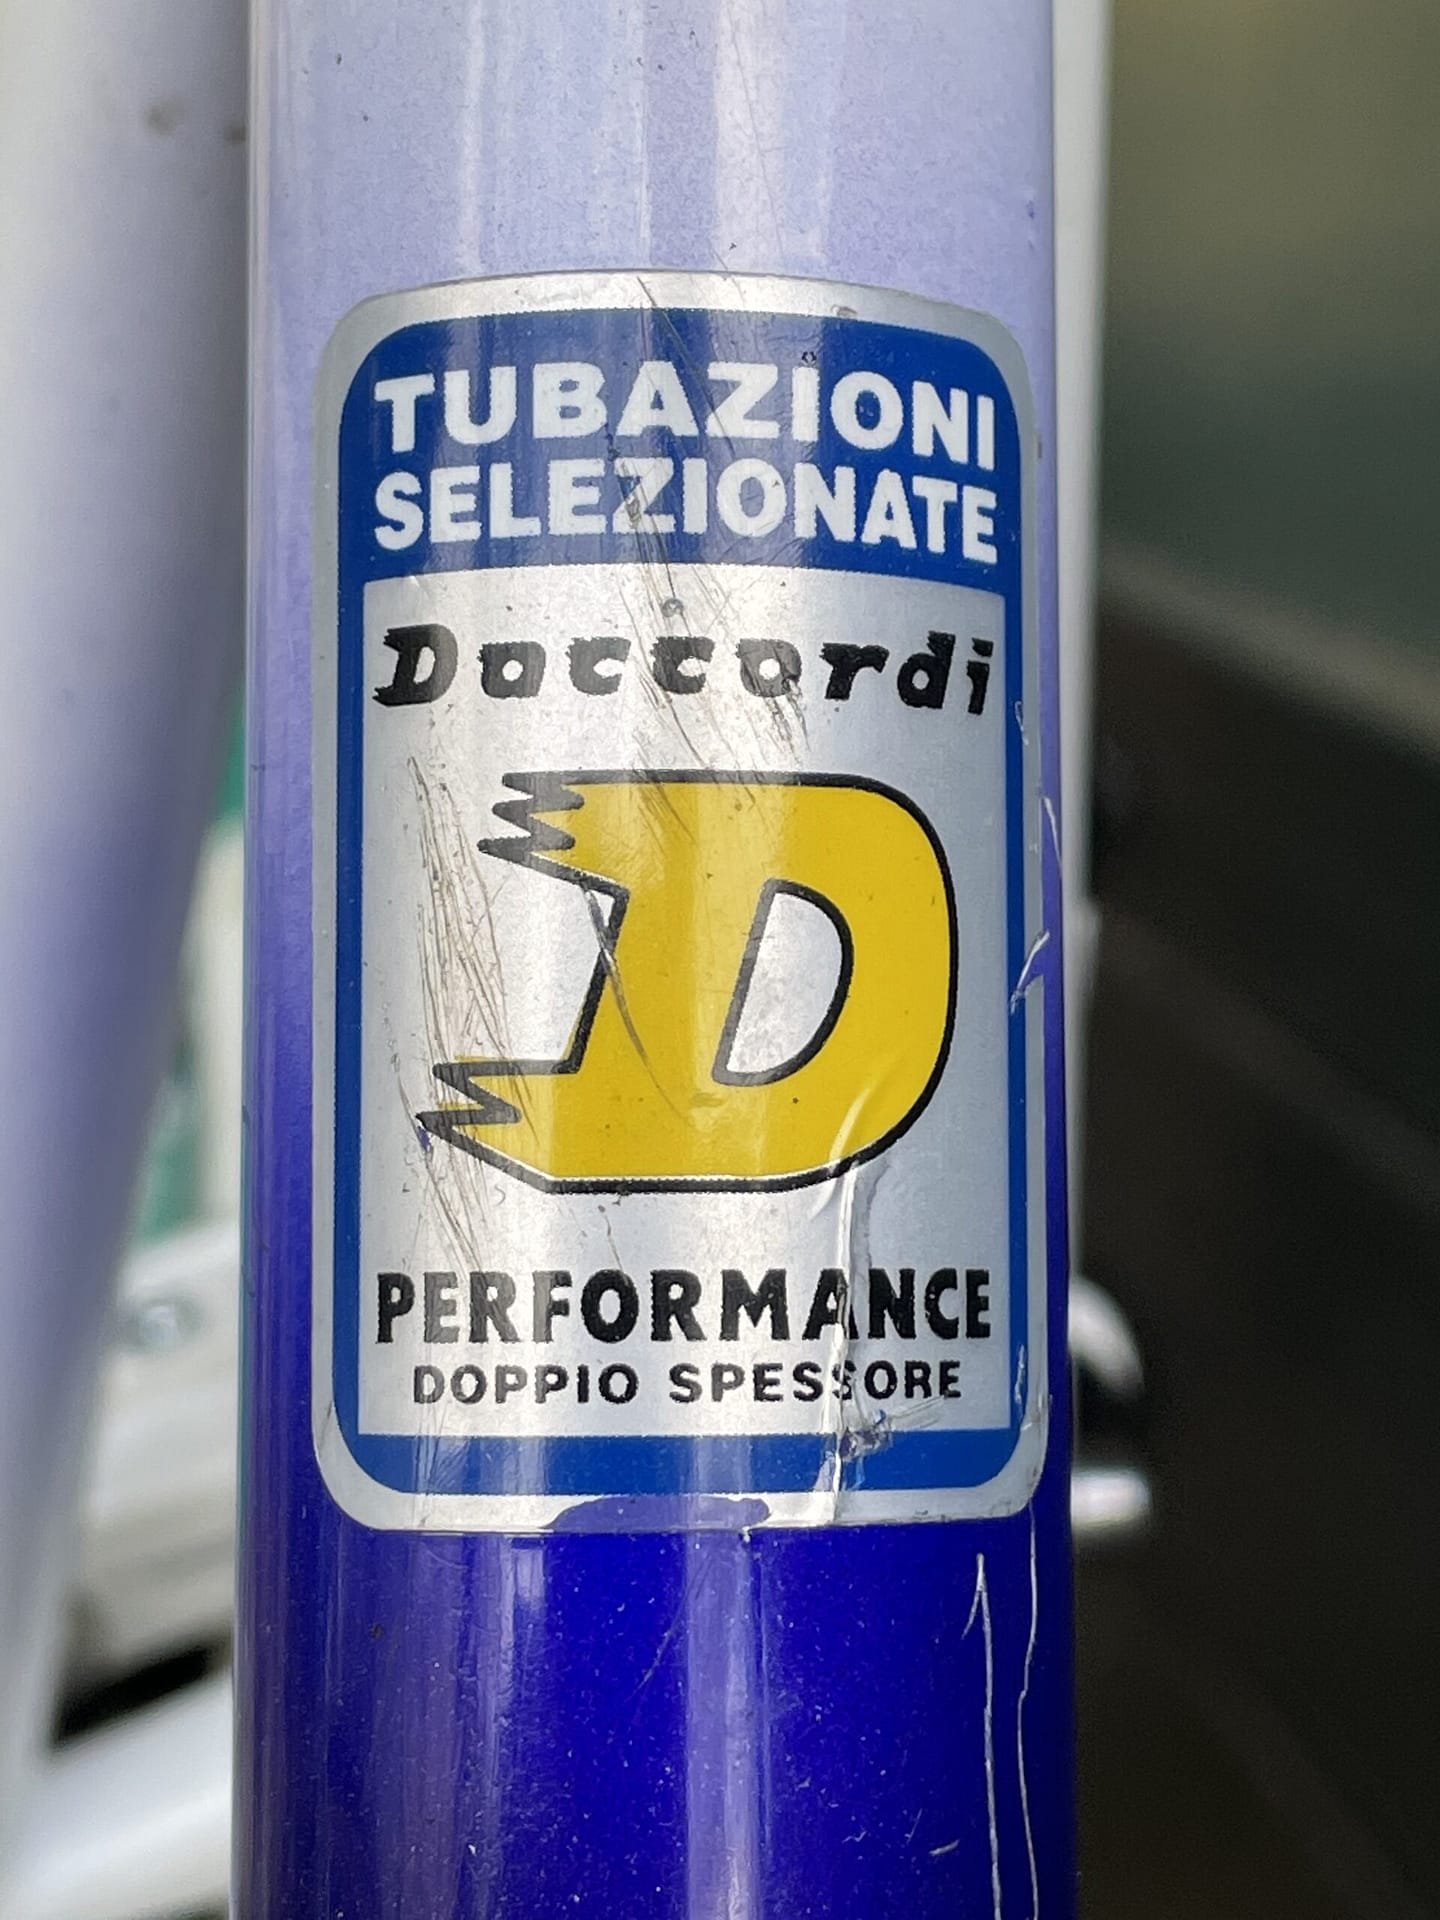 TUBAZIONI
SELEZIONATE
Daccordi
D
PERFORMANCE
DOPPIO SPESSORE